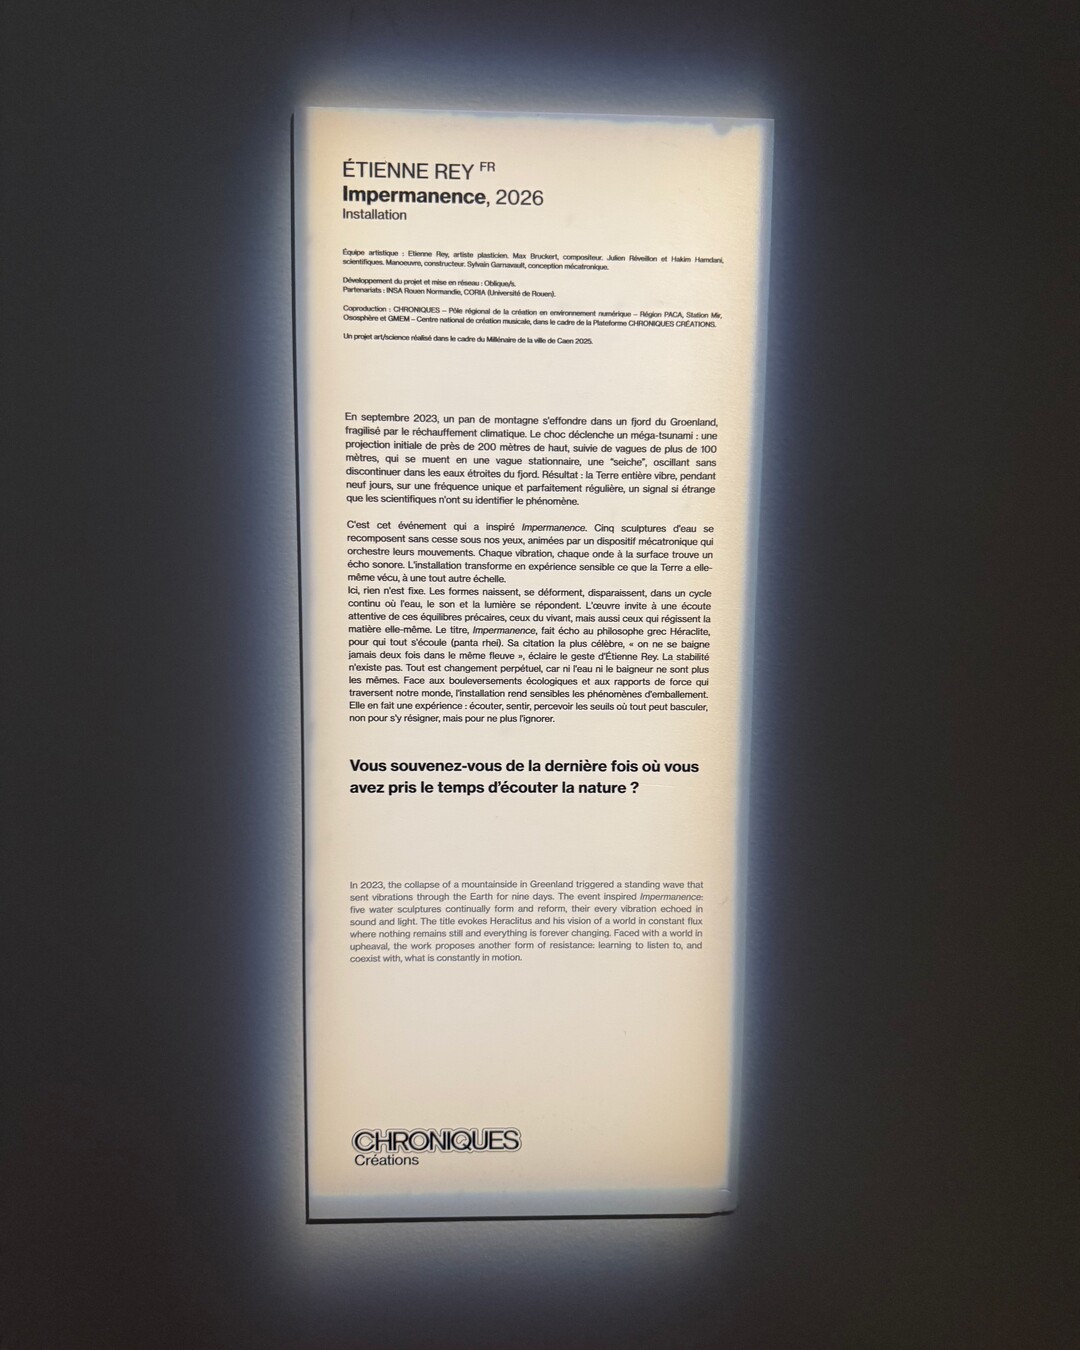 ÉTIENNE REY FR
Impermanence, 2026
Installation
Équipe artistique : Etienne Rey, artiste plasticien. Max Bruckert, compositeur. Julien Réveillon et Hakim Hamdani,
scientifiques. Manoeuvre, constructeur. Sylvain Garnavault, conception mécatronique.
Développement du projet et mise en réseau : Oblique/s.
Partenariats : INSA Rouen Normandie, CORIA (Université de Rouen).
Coproduction : CHRONIQUES – Pôle régional de la création en environnement numérique – Région PACA, Station Mir,
Ososphère et GMEM – Centre national de création musicale, dans le cadre de la Plateforme CHRONIQUES CRÉATIONS.
Un projet art/science réalisé dans le cadre du Millénaire de la ville de Caen 2025.
En septembre 2023, un pan de montagne s'effondre dans un fjord du Groenland,
fragilisé par le réchauffement climatique. Le choc déclenche un méga-tsunami : une
projection initiale de près de 200 mètres de haut, suivie de vagues de plus de 100
mètres, qui se muent en une vague stationnaire, une "seiche", oscillant sans
discontinuer dans les eaux étroites du fjord. Résultat : la Terre entière vibre, pendant
neuf jours, sur une fréquence unique et parfaitement régulière, un signal si étrange
que les scientifiques n'ont su identifier le phénomène.
C'est cet événement qui a inspiré Impermanence. Cinq sculptures d'eau se
recomposent sans cesse sous nos yeux, animées par un dispositif mécatronique qui
orchestre leurs mouvements. Chaque vibration, chaque onde à la surface trouve un
écho sonore. L'installation transforme en expérience sensible ce que la Terre a elle-
même vécu, à une tout autre échelle.
Ici, rien n'est fixe. Les formes naissent, se déforment, disparaissent, dans un cycle
continu où l'eau, le son et la lumière se répondent. L'œuvre invite à une écoute
attentive de ces équilibres précaires, ceux du vivant, mais aussi ceux qui régissent la
matière elle-même. Le titre, Impermanence, fait écho au philosophe grec Héraclite,
pour qui tout s'écoule (panta rhei). Sa citation la plus célèbre, « on ne se baigne
jamais deux fois dans le même fleuve », éclaire le geste d'Étienne Rey. La stabilité
n'existe pas. Tout est changement perpétuel, car ni l'eau ni le baigneur ne sont plus
les mêmes. Face aux bouleversements écologiques et aux rapports de force qui
traversent notre monde, l'installation rend sensibles les phénomènes d'emballement.
Elle en fait une expérience : écouter, sentir, percevoir les seuils où tout peut basculer,
non pour s'y résigner, mais pour ne plus l'ignorer.
Vous souvenez-vous de la dernière fois où vous
avez pris le temps d'écouter la nature ?
In 2023, the collapse of a mountainside in Greenland triggered a standing wave that
sent vibrations through the Earth for nine days. The event inspired Impermanence:
five water sculptures continually form and reform, their every vibration echoed in
sound and light. The title evokes Heraclitus and his vision of a world in constant flux
where nothing remains still and everything is forever changing. Faced with a world in
upheaval, the work proposes another form of resistance: learning to listen to, and
coexist with, what is constantly in motion.
CHRONIQUES
Créations